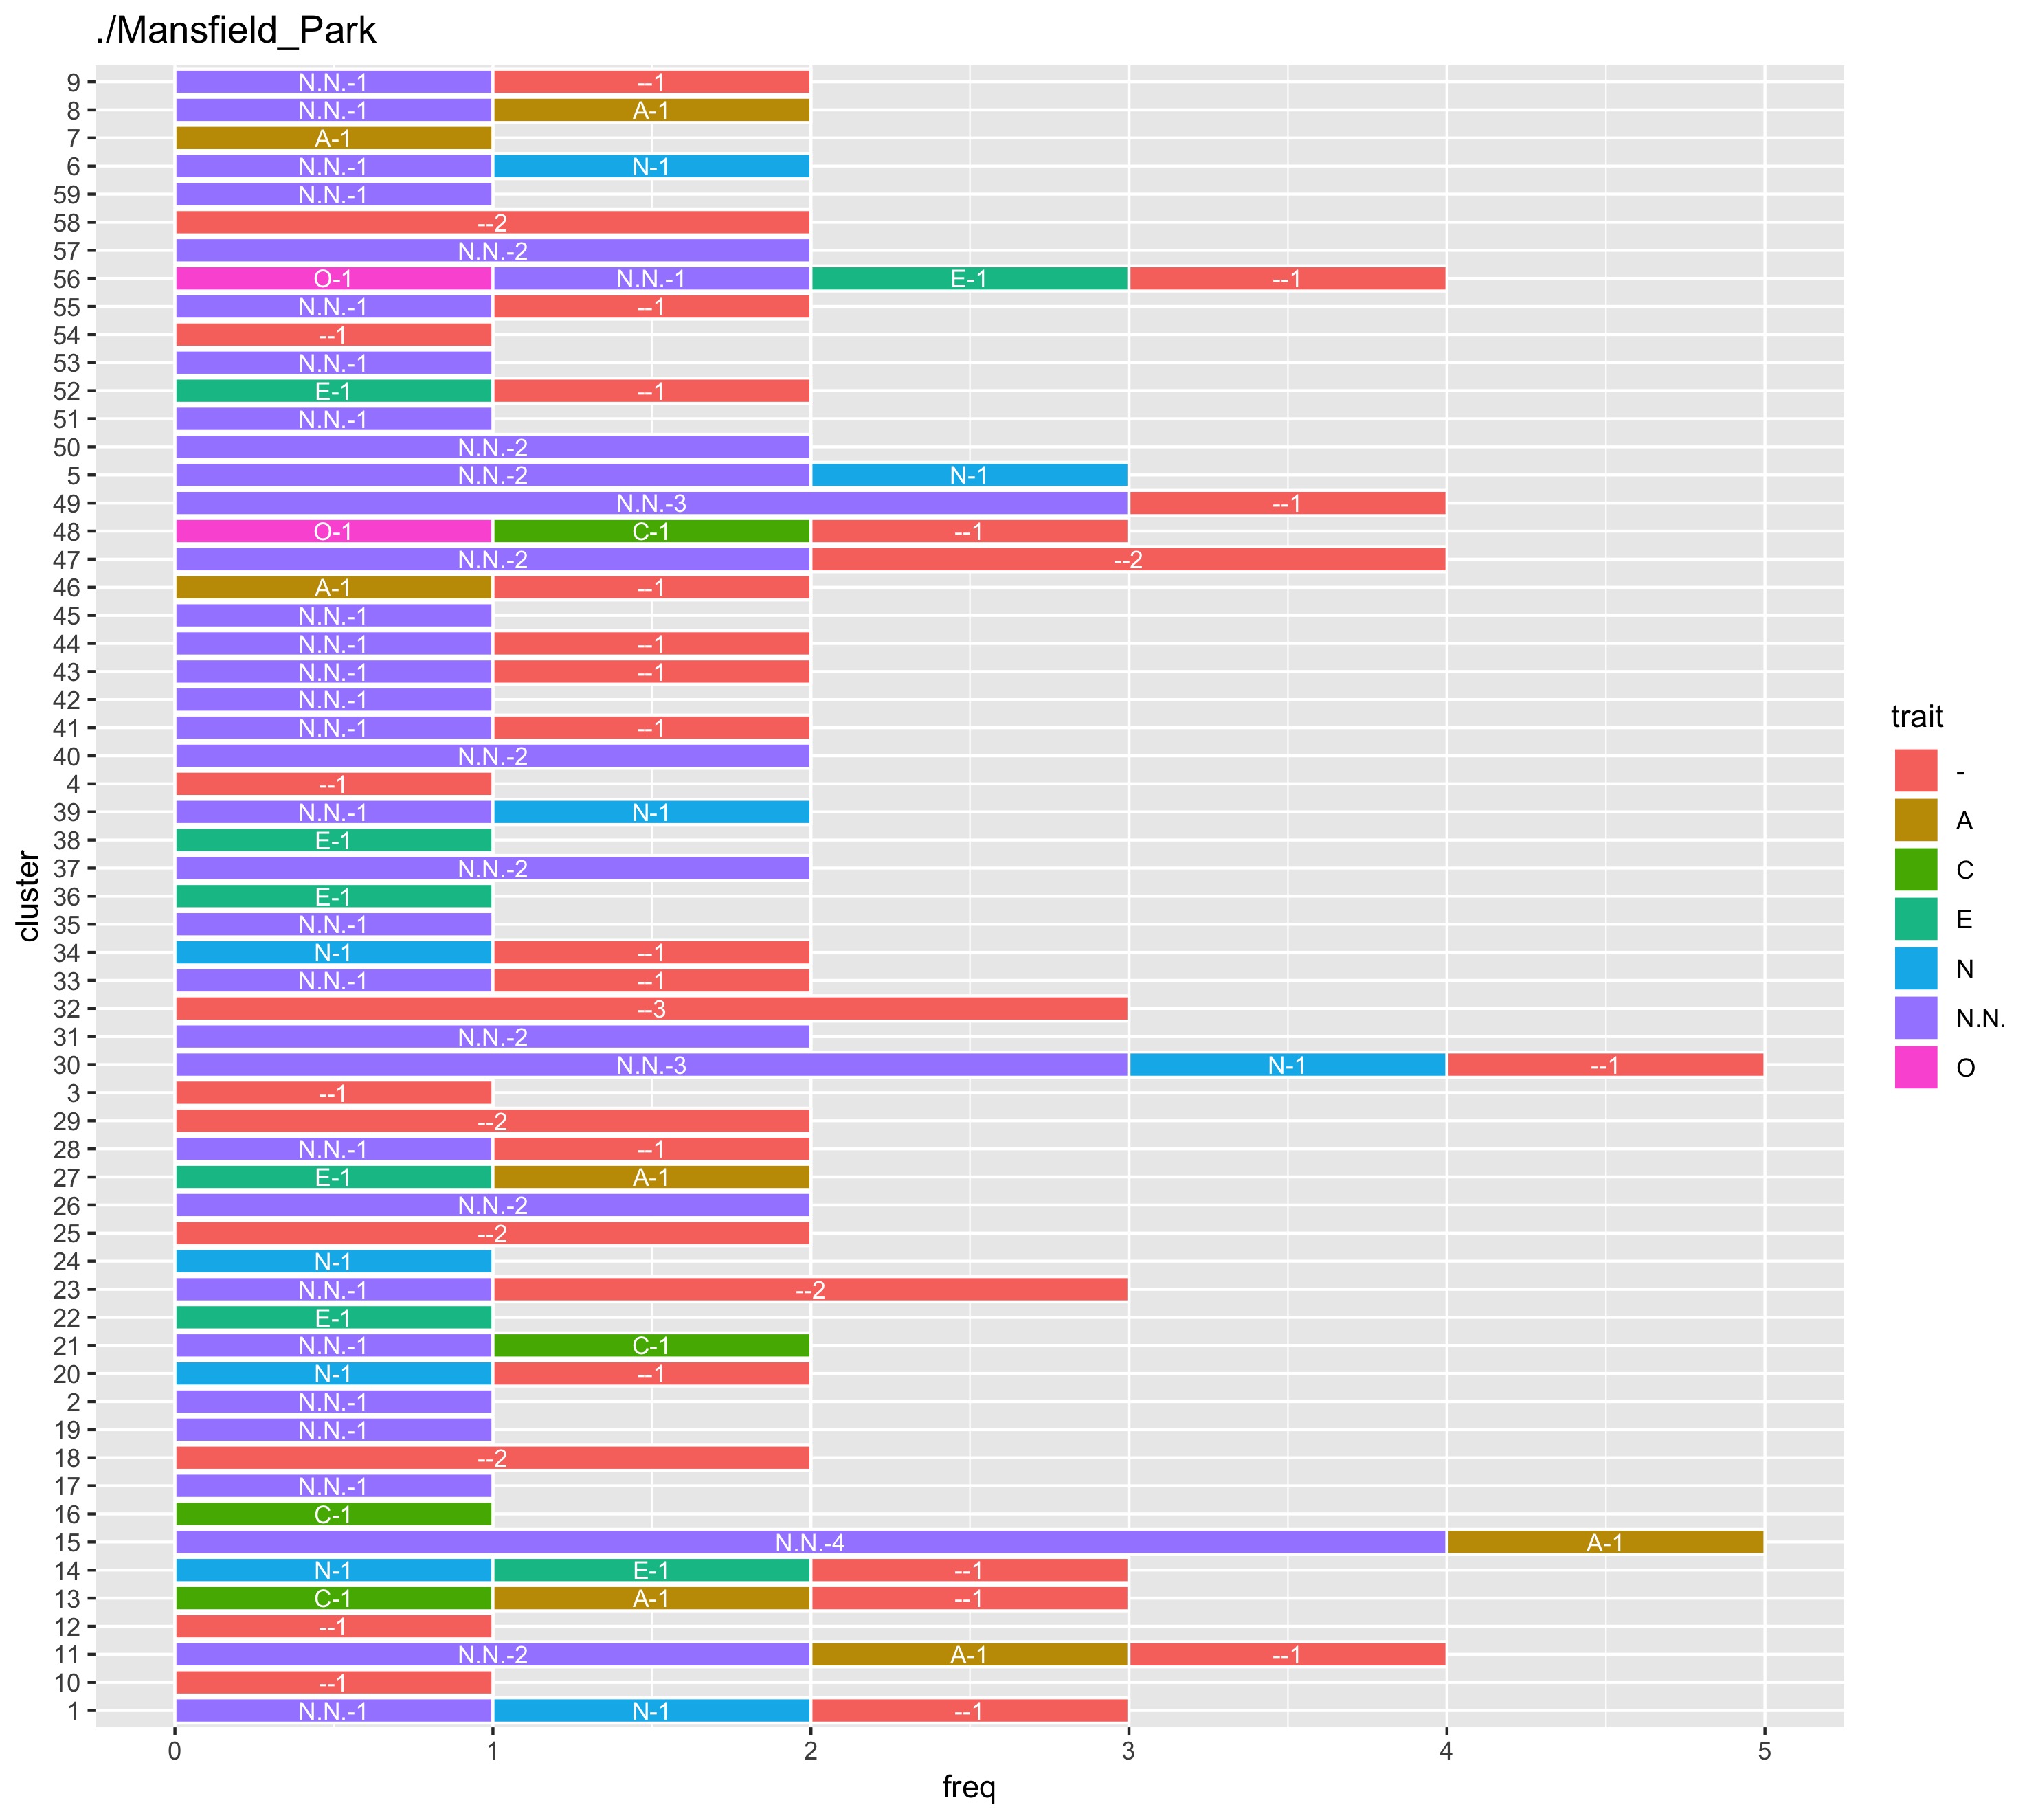 ./Mansfield_Park
9 N.N.-1 --1
8 N.N.-1 A-1
7 A-1
6 N.N.-1 N-1
59 N.N.-1
58 --2
57 N.N.-2
56 O-1 N.N.-1 E-1 --1
55 N.N.-1 --1
54 --1
53 N.N.-1
52 E-1 --1
51 N.N.-1
50 N.N.-2
5 N.N.-2 N-1
49 N.N.-3 --1
48 O-1 C-1 --1
47 N.N.-2 --2
46 A-1 --1
45 N.N.-1
44 N.N.-1 --1
43 N.N.-1 --1
42 N.N.-1
41 N.N.-1 --1
40 N.N.-2
4 --1
39 N.N.-1 N-1
38 E-1
37 N.N.-2
36 E-1
35 N.N.-1
34 N-1 --1
33 N.N.-1 --1
32 --3
31 N.N.-2
30 N.N.-3 N-1 --1
3 --1
29 --2
28 N.N.-1 --1
27 E-1 A-1
26 N.N.-2
25 --2
24 N-1
23 N.N.-1 --2
22 E-1
21 N.N.-1 C-1
20 N-1 --1
2 N.N.-1
19 N.N.-1
18 --2
17 N.N.-1
16 C-1
15 N.N.-4 A-1
14 N-1 E-1 --1
13 C-1 A-1 --1
12 --1
11 N.N.-2 A-1 --1
10 --1
1 N.N.-1 N-1 --1
0 1 2 3 4 5
freq
cluster
trait
-
A
C
E
N
N.N.
O